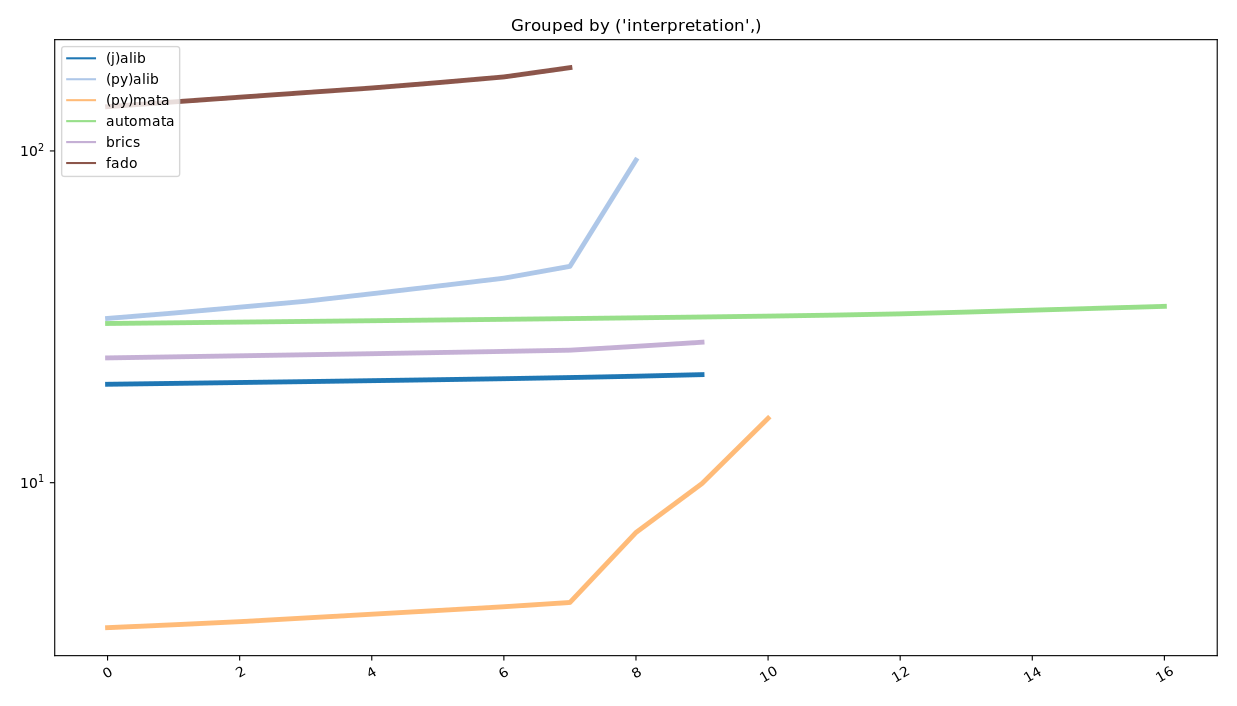 Grouped by ('interpretation',)
(j)alib
(py)alib
(py)mata
automata
brics
fado
10²
10¹
0 2 4 6 8 10 12 14 16